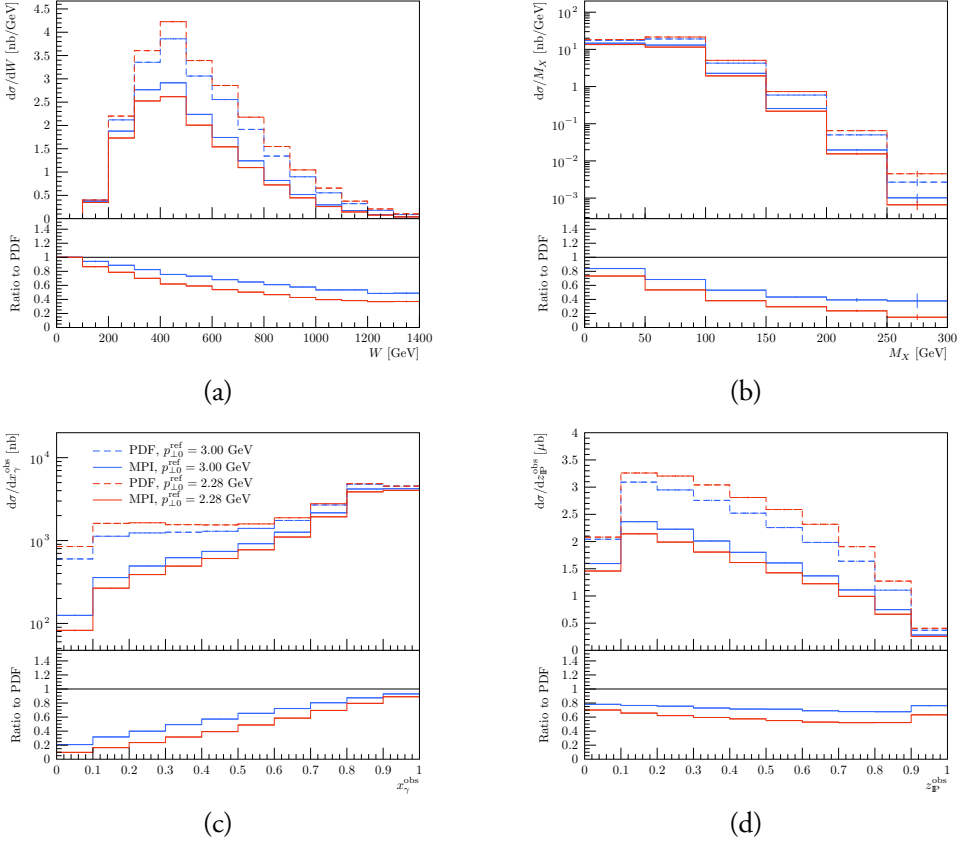 dσ/dW [nb/GeV]
4.5
4
3.5
3
2.5
2
1.5
1
0.5
0
Ratio to PDF
1.4
1.2
1
0.8
0.6
0.4
0.2
0
0 200 400 600 800 1000 1200 1400
W [GeV]
(a)
dσ/M_X [nb/GeV]
10²
10¹
1
10⁻¹
10⁻²
10⁻³
Ratio to PDF
1.4
1.2
1
0.8
0.6
0.4
0.2
0
0 50 100 150 200 250 300
M_X [GeV]
(b)
dσ/dx_γ^obs [nb]
10⁴
10³
10²
PDF, p_⊥0^ref = 3.00 GeV
MPI, p_⊥0^ref = 3.00 GeV
PDF, p_⊥0^ref = 2.28 GeV
MPI, p_⊥0^ref = 2.28 GeV
Ratio to PDF
1.4
1.2
1
0.8
0.6
0.4
0.2
0
0 0.1 0.2 0.3 0.4 0.5 0.6 0.7 0.8 0.9 1
x_γ^obs
(c)
dσ/dz_ℙ^obs [μb]
4
3.5
3
2.5
2
1.5
1
0.5
0
Ratio to PDF
1.4
1.2
1
0.8
0.6
0.4
0.2
0
0 0.1 0.2 0.3 0.4 0.5 0.6 0.7 0.8 0.9 1
z_ℙ^obs
(d)